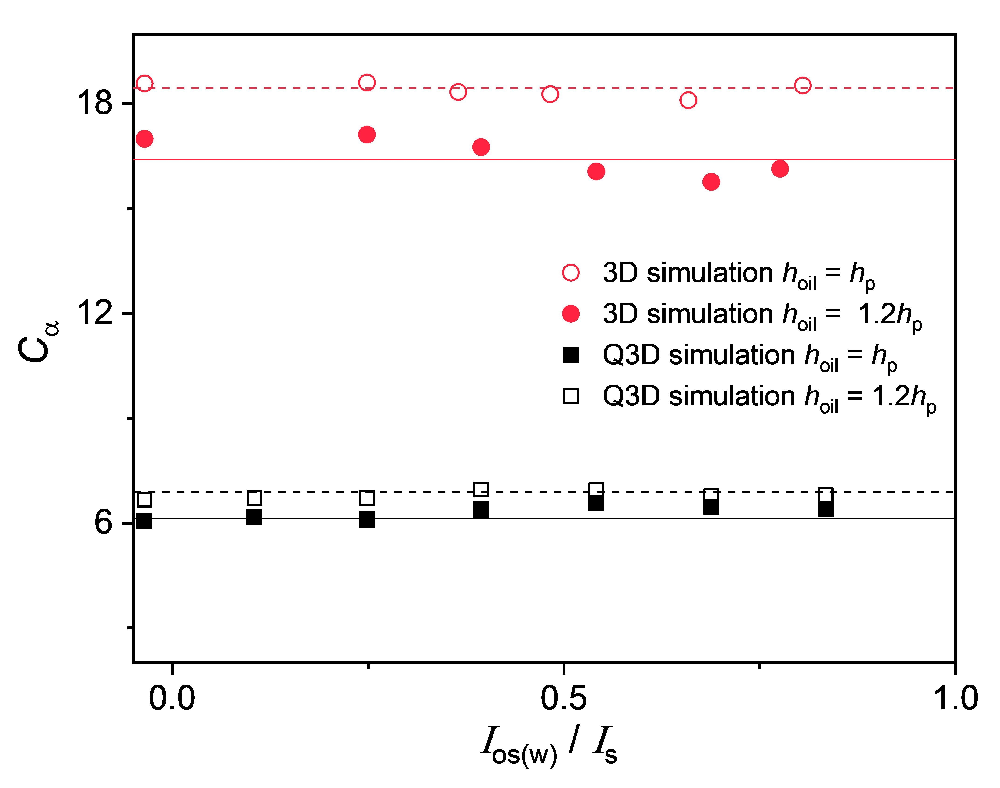 18
12
6
Cα
3D simulation hoil = hp
3D simulation hoil = 1.2hp
Q3D simulation hoil = hp
Q3D simulation hoil = 1.2hp
0.0 0.5 1.0
Ios(w) / Is